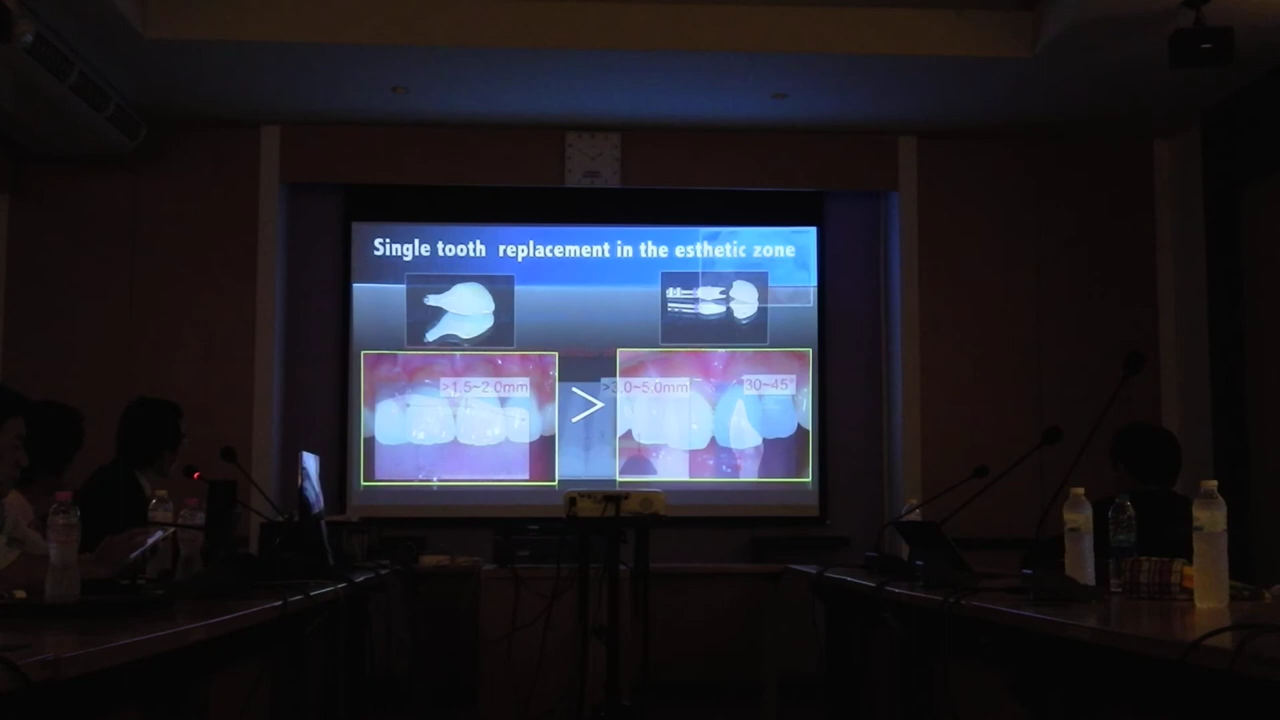 Single tooth replacement in the esthetic zone
>1.5~2.0mm
>
>3.0~5.0mm
30~45°